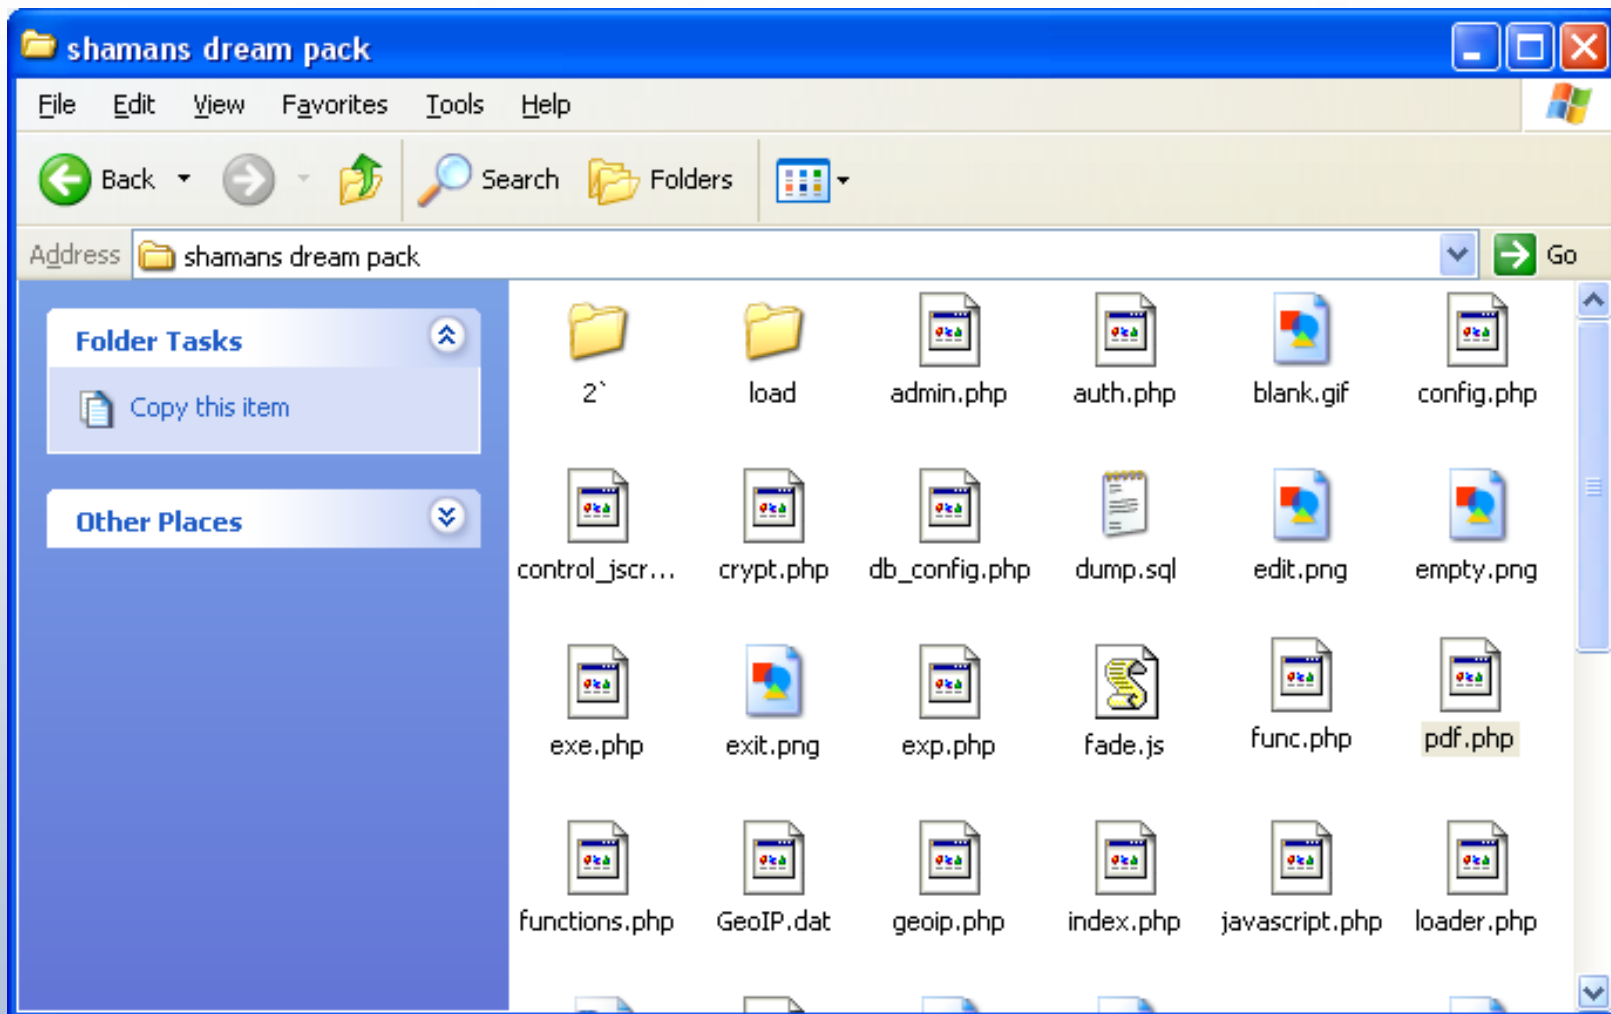 shamans dream pack
File Edit View Favorites Tools Help
Back Search Folders
Address shamans dream pack Go
Folder Tasks
Copy this item
Other Places
2` load admin.php auth.php blank.gif config.php
control_jscr... crypt.php db_config.php dump.sql edit.png empty.png
exe.php exit.png exp.php fade.js func.php pdf.php
functions.php GeoIP.dat geoip.php index.php javascript.php loader.php